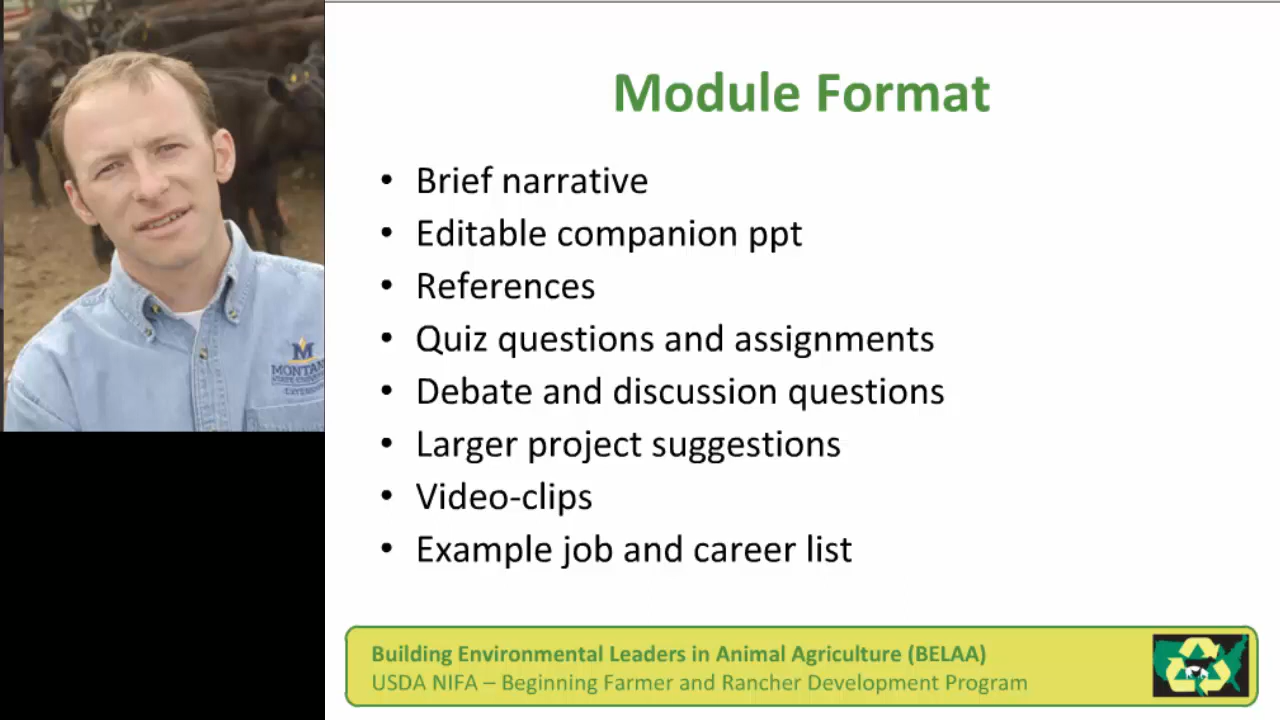 Module Format
• Brief narrative
• Editable companion ppt
• References
• Quiz questions and assignments
• Debate and discussion questions
• Larger project suggestions
• Video-clips
• Example job and career list
Building Environmental Leaders in Animal Agriculture (BELAA)
USDA NIFA – Beginning Farmer and Rancher Development Program
M
MONTAN